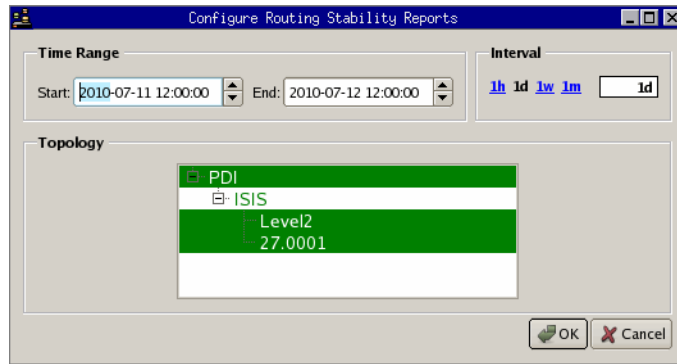 Configure Routing Stability Reports
Time Range
Interval
Start: 2010-07-11 12:00:00 End: 2010-07-12 12:00:00
1h 1d 1w 1m 1d
Topology
PDI
ISIS
Level2
27.0001
OK Cancel